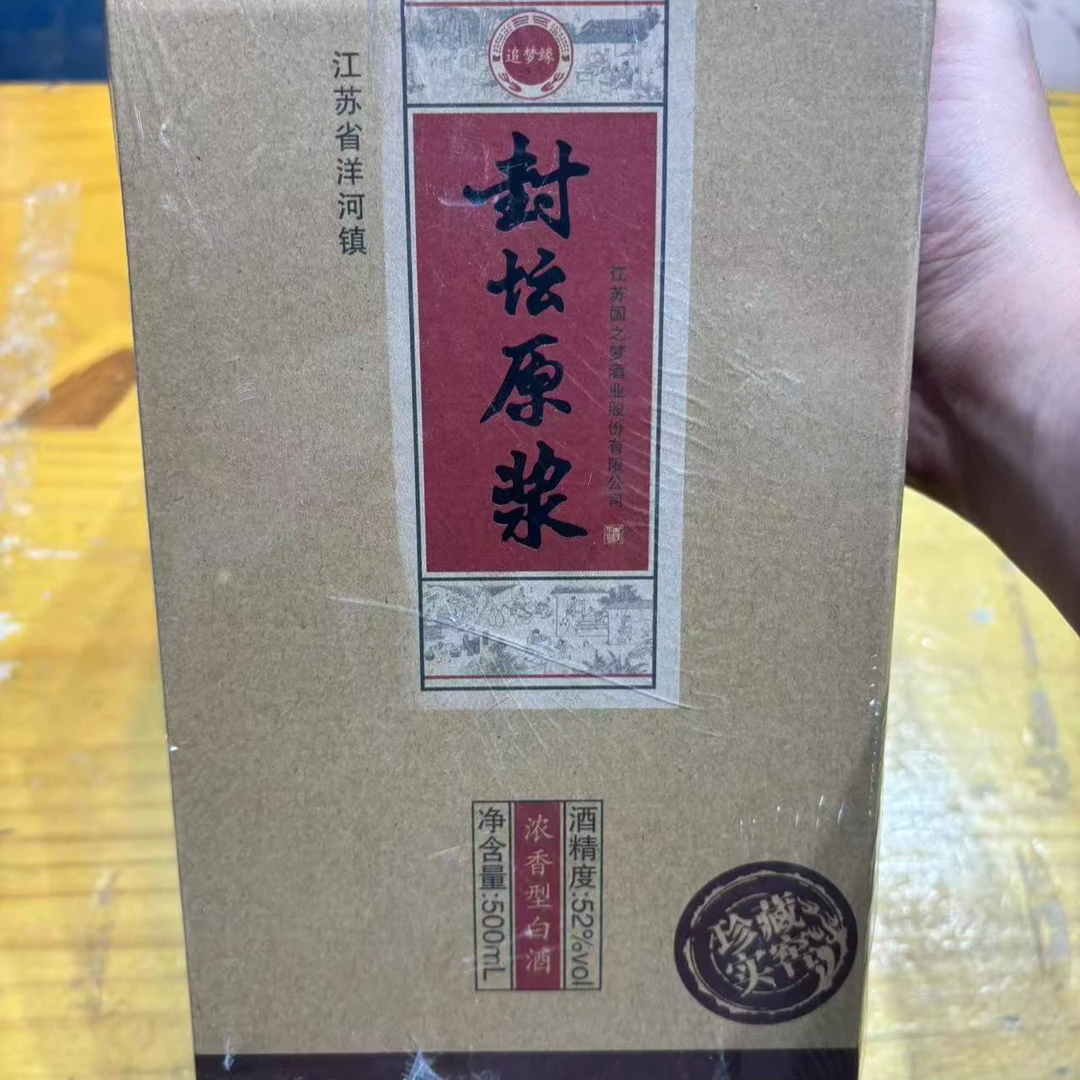 追梦缘
江苏省洋河镇
封坛原浆
江苏国之梦酒业股份有限公司
酒精度:52%vol
浓香型白酒
净含量:500mL
珍藏
头窖